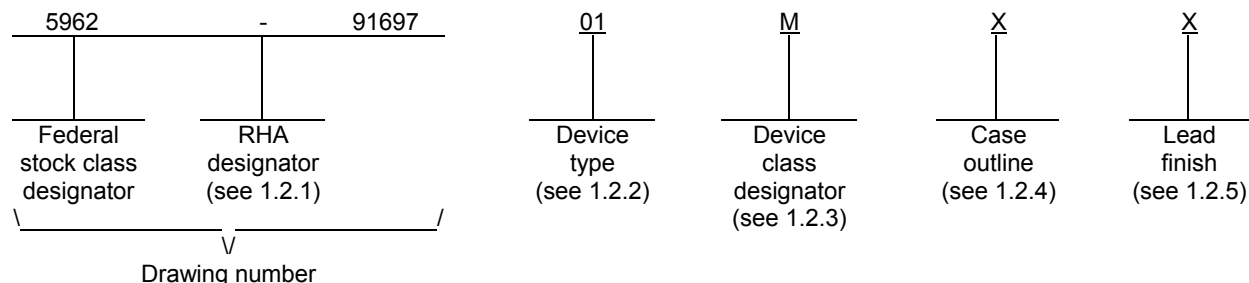 5962 - 91697 01 M X X
Federal stock class designator
RHA designator (see 1.2.1)
Device type (see 1.2.2)
Device class designator (see 1.2.3)
Case outline (see 1.2.4)
Lead finish (see 1.2.5)
\ / 
\/
Drawing number